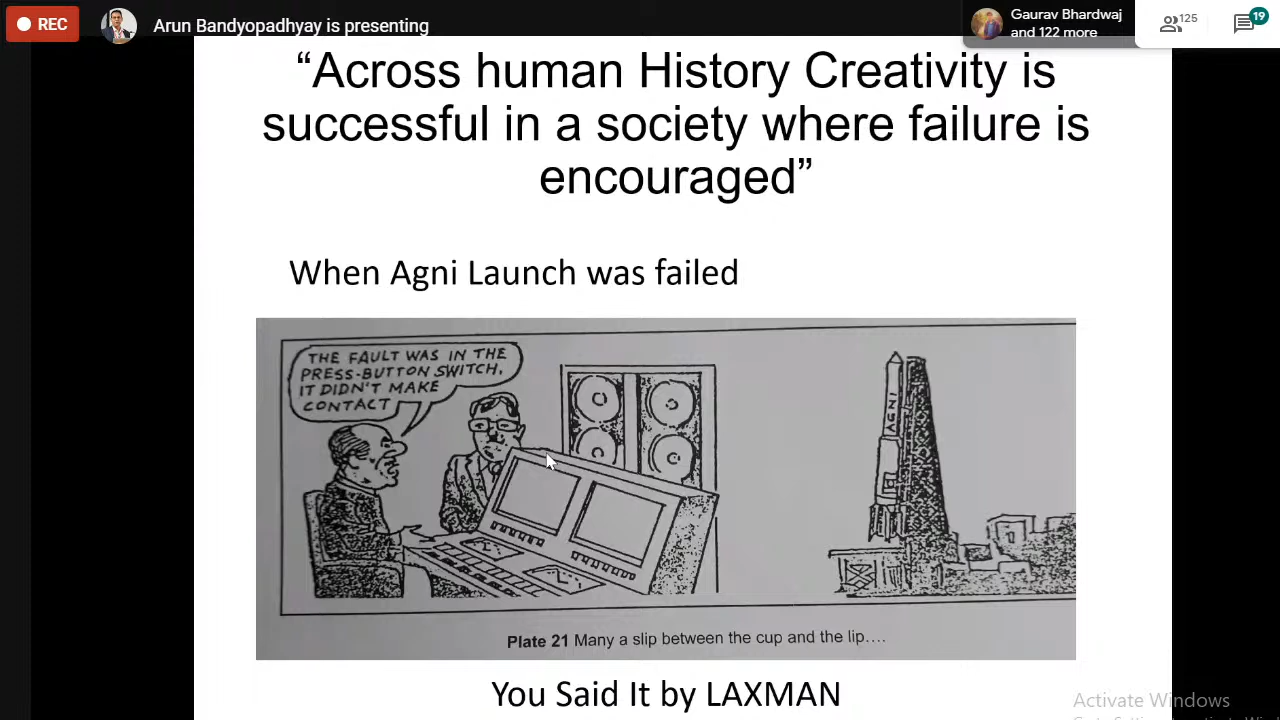 REC
Arun Bandyopadhyay is presenting
Gaurav Bhardwaj
and 122 more
125
19
“Across human History Creativity is
successful in a society where failure is
encouraged”
When Agni Launch was failed
THE FAULT WAS IN THE
PRESS-BUTTON SWITCH.
IT DIDN'T MAKE
CONTACT
AGNI
Plate 21 Many a slip between the cup and the lip....
You Said It by LAXMAN
Activate Windows